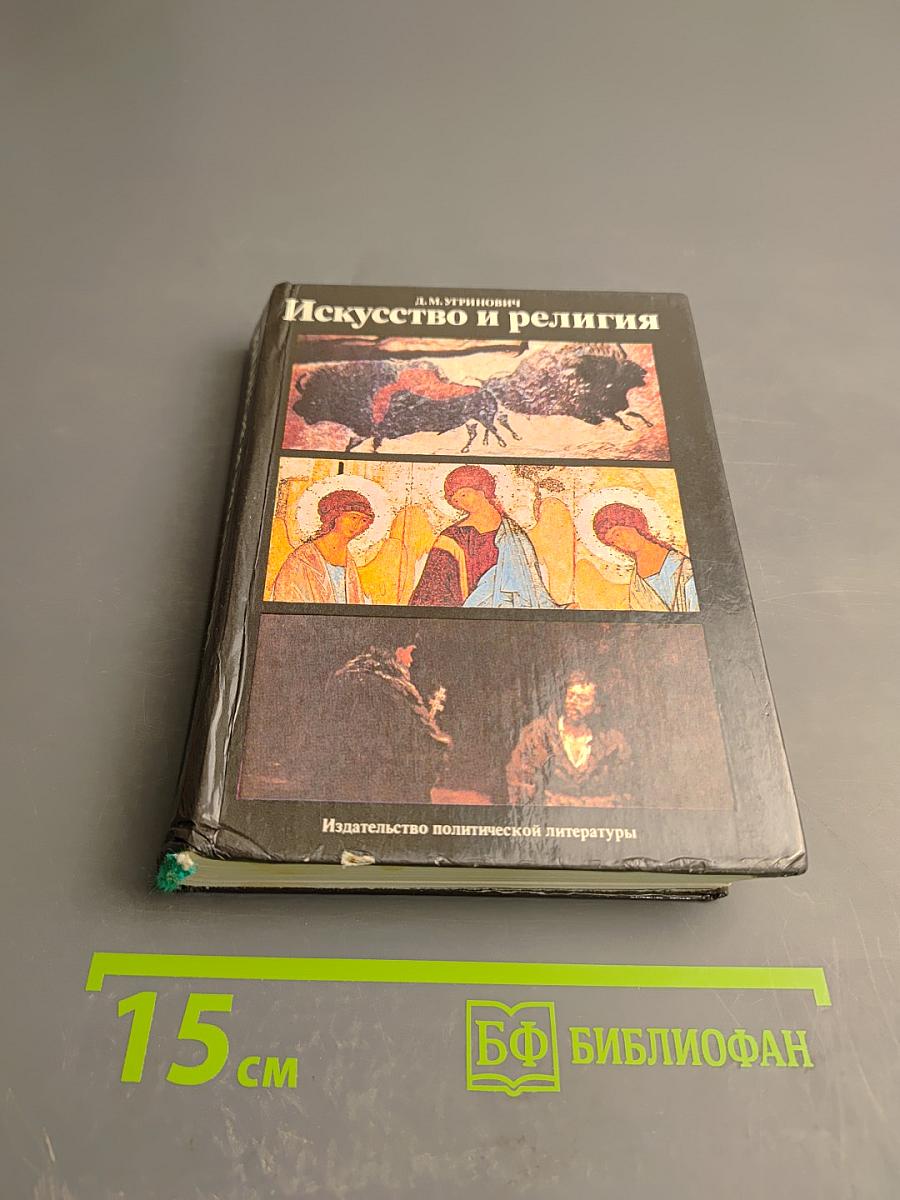 Д.М.УГРИНОВИЧ
Искусство и религия
Издательство политической литературы
15 см
БФ БИБЛИОФАН